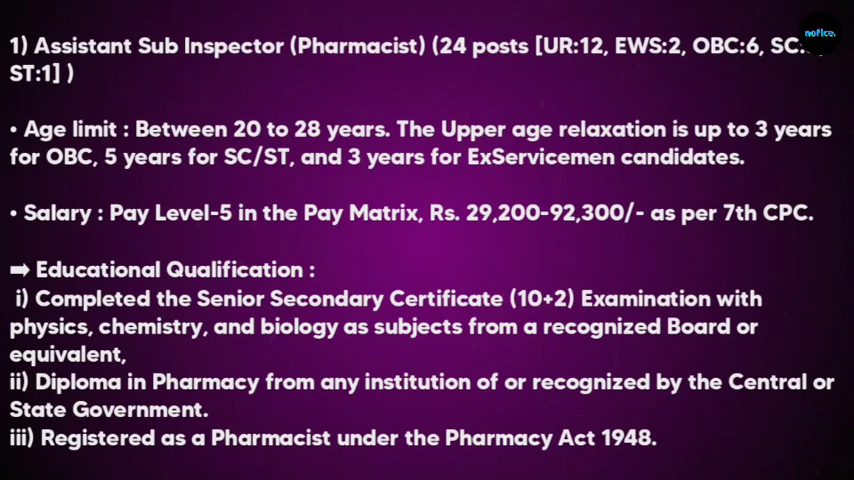 notice.
1) Assistant Sub Inspector (Pharmacist) (24 posts [UR:12, EWS:2, OBC:6, SC:
ST:1] )
• Age limit : Between 20 to 28 years. The Upper age relaxation is up to 3 years
for OBC, 5 years for SC/ST, and 3 years for ExServicemen candidates.
• Salary : Pay Level-5 in the Pay Matrix, Rs. 29,200-92,300/- as per 7th CPC.
➡ Educational Qualification :
i) Completed the Senior Secondary Certificate (10+2) Examination with
physics, chemistry, and biology as subjects from a recognized Board or
equivalent,
ii) Diploma in Pharmacy from any institution of or recognized by the Central or
State Government.
iii) Registered as a Pharmacist under the Pharmacy Act 1948.